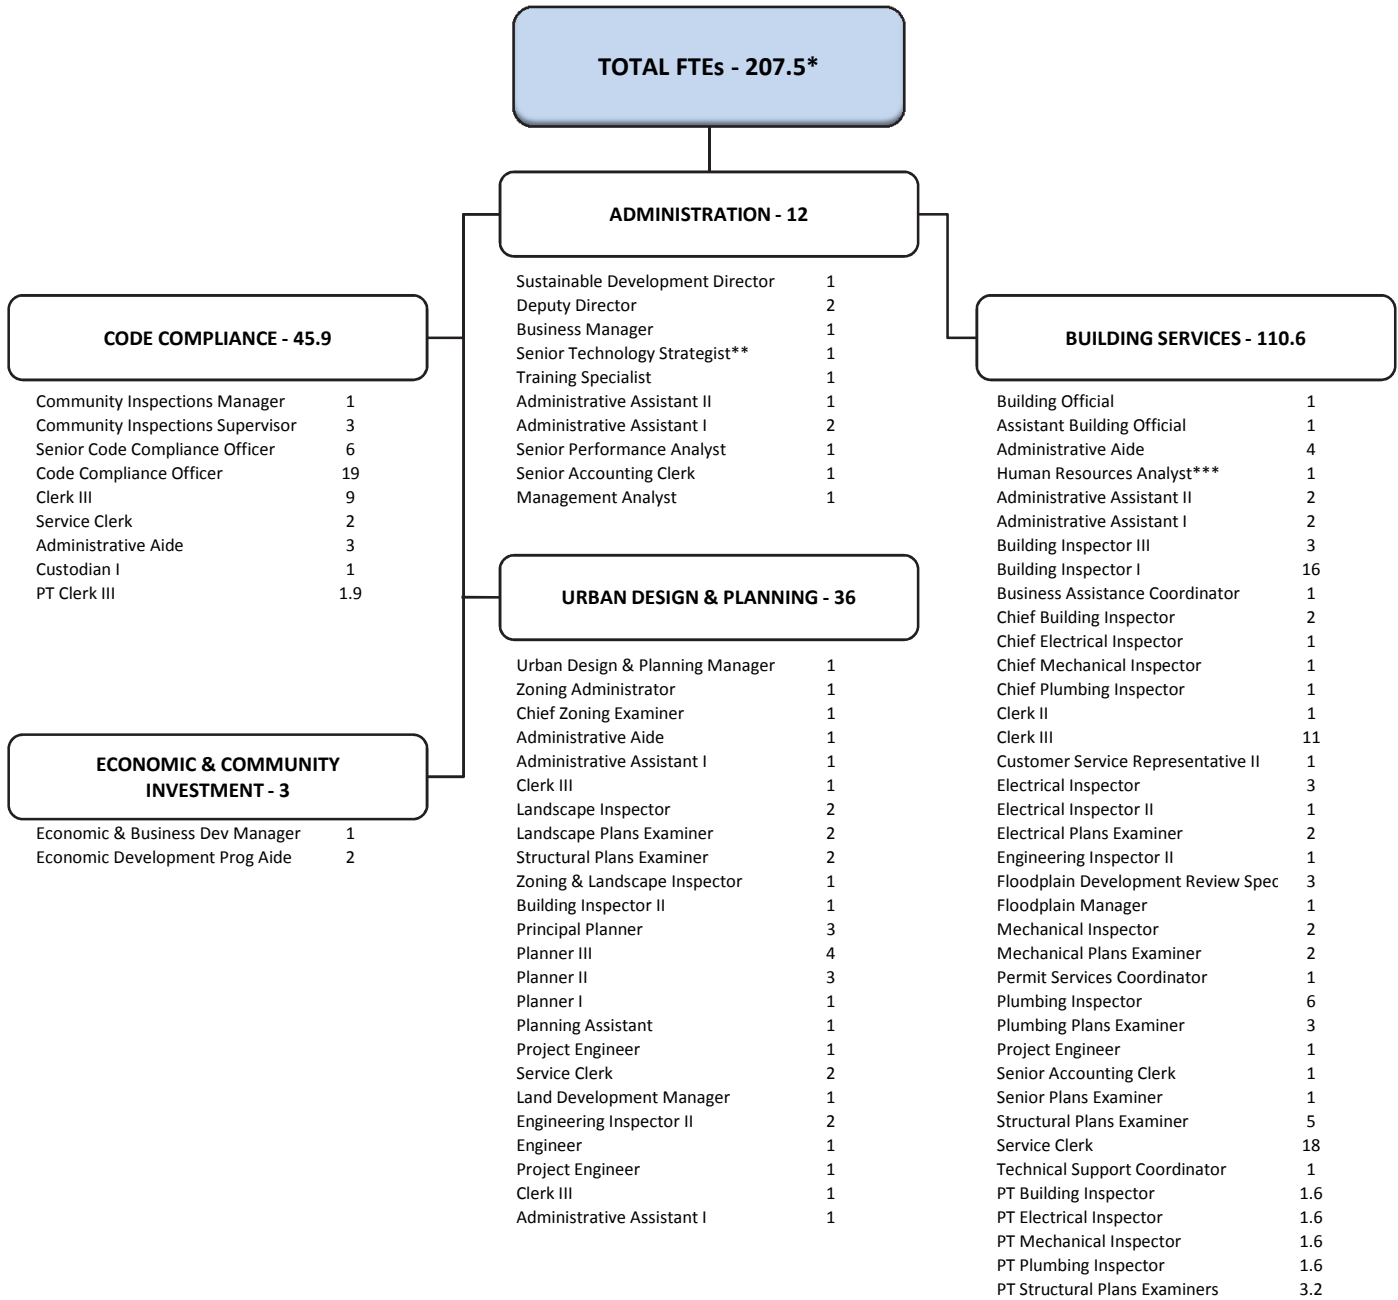 TOTAL FTEs - 207.5*
ADMINISTRATION - 12
Sustainable Development Director 1
Deputy Director 2
Business Manager 1
Senior Technology Strategist** 1
Training Specialist 1
Administrative Assistant II 1
Administrative Assistant I 2
Senior Performance Analyst 1
Senior Accounting Clerk 1
Management Analyst 1
CODE COMPLIANCE - 45.9
Community Inspections Manager 1
Community Inspections Supervisor 3
Senior Code Compliance Officer 6
Code Compliance Officer 19
Clerk III 9
Service Clerk 2
Administrative Aide 3
Custodian I 1
PT Clerk III 1.9
ECONOMIC & COMMUNITY
INVESTMENT - 3
Economic & Business Dev Manager 1
Economic Development Prog Aide 2
URBAN DESIGN & PLANNING - 36
Urban Design & Planning Manager 1
Zoning Administrator 1
Chief Zoning Examiner 1
Administrative Aide 1
Administrative Assistant I 1
Clerk III 1
Landscape Inspector 2
Landscape Plans Examiner 2
Structural Plans Examiner 2
Zoning & Landscape Inspector 1
Building Inspector II 1
Principal Planner 3
Planner III 4
Planner II 3
Planner I 1
Planning Assistant 1
Project Engineer 1
Service Clerk 2
Land Development Manager 1
Engineering Inspector II 2
Engineer 1
Project Engineer 1
Clerk III 1
Administrative Assistant I 1
BUILDING SERVICES - 110.6
Building Official 1
Assistant Building Official 1
Administrative Aide 4
Human Resources Analyst*** 1
Administrative Assistant II 2
Administrative Assistant I 2
Building Inspector III 3
Building Inspector I 16
Business Assistance Coordinator 1
Chief Building Inspector 2
Chief Electrical Inspector 1
Chief Mechanical Inspector 1
Chief Plumbing Inspector 1
Clerk II 1
Clerk III 11
Customer Service Representative II 1
Electrical Inspector 3
Electrical Inspector II 1
Electrical Plans Examiner 2
Engineering Inspector II 1
Floodplain Development Review Spec 3
Floodplain Manager 1
Mechanical Inspector 2
Mechanical Plans Examiner 2
Permit Services Coordinator 1
Plumbing Inspector 6
Plumbing Plans Examiner 3
Project Engineer 1
Senior Accounting Clerk 1
Senior Plans Examiner 1
Structural Plans Examiner 5
Service Clerk 18
Technical Support Coordinator 1
PT Building Inspector 1.6
PT Electrical Inspector 1.6
PT Mechanical Inspector 1.6
PT Plumbing Inspector 1.6
PT Structural Plans Examiners 3.2